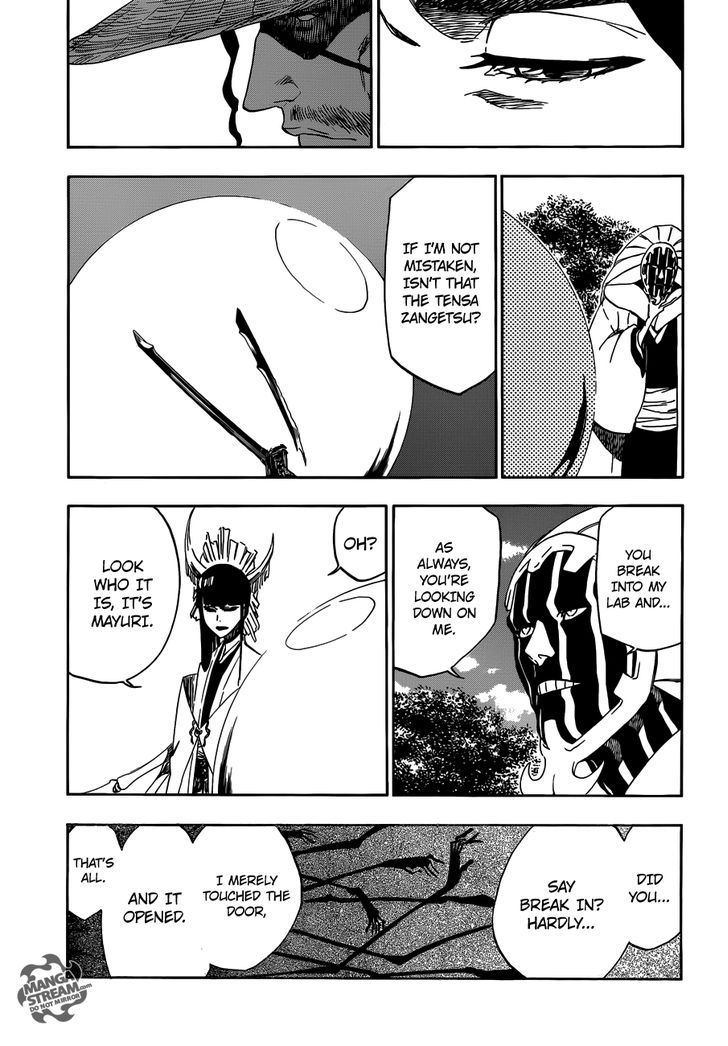 IF I'M NOT
MISTAKEN,
ISN'T THAT
THE TENSA
ZANGETSU?
YOU
BREAK
INTO MY
LAB AND...
AS
ALWAYS,
YOU'RE
LOOKING
DOWN ON
ME.
OH?
LOOK
WHO IT
IS, IT'S
MAYURI.
DID
YOU...
SAY
BREAK IN?
HARDLY...
I MERELY
TOUCHED THE
DOOR,
AND IT
OPENED.
THAT'S
ALL.
MANGA
STREAM.com
DO NOT MIRROR